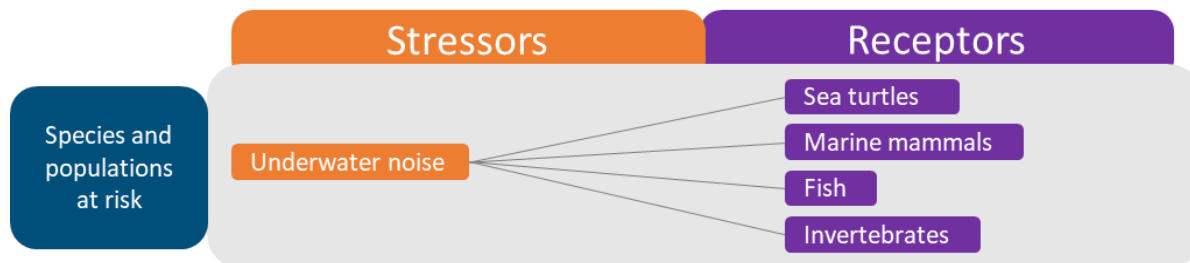 Stressors
Receptors
Species and
populations
at risk
Underwater noise
Sea turtles
Marine mammals
Fish
Invertebrates